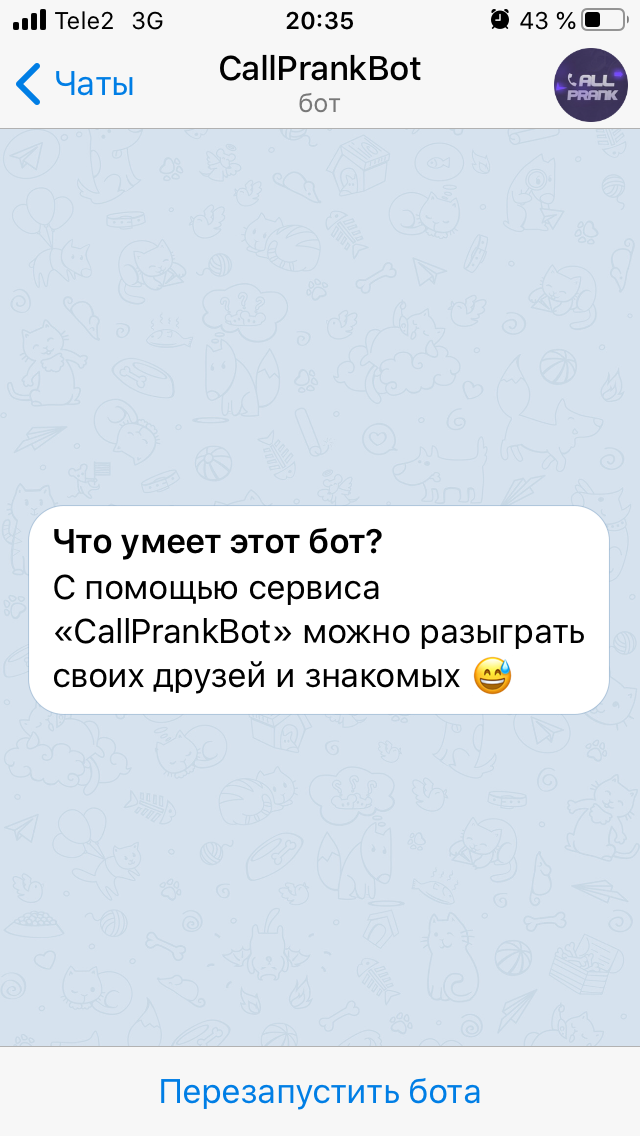 Tele2 3G 20:35 43 %
Чаты CallPrankBot
бот
CALL
PRANK
Что умеет этот бот?
С помощью сервиса
«CallPrankBot» можно разыграть
своих друзей и знакомых 😅
Перезапустить бота